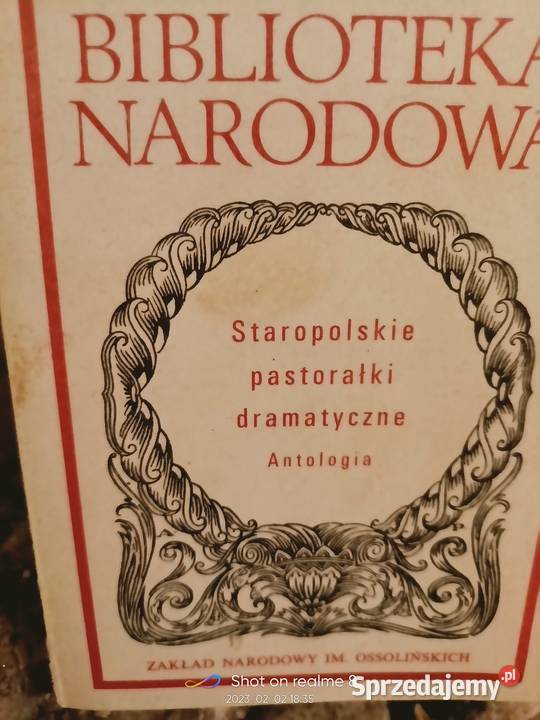 BIBLIOTEKA
NARODOWA
Staropolskie
pastorałki
dramatyczne
Antologia
ZAKŁAD NARODOWY IM. OSSOLIŃSKICH
Shot on realme 8
2023.02.02 18:35
Sprzedajemy.pl